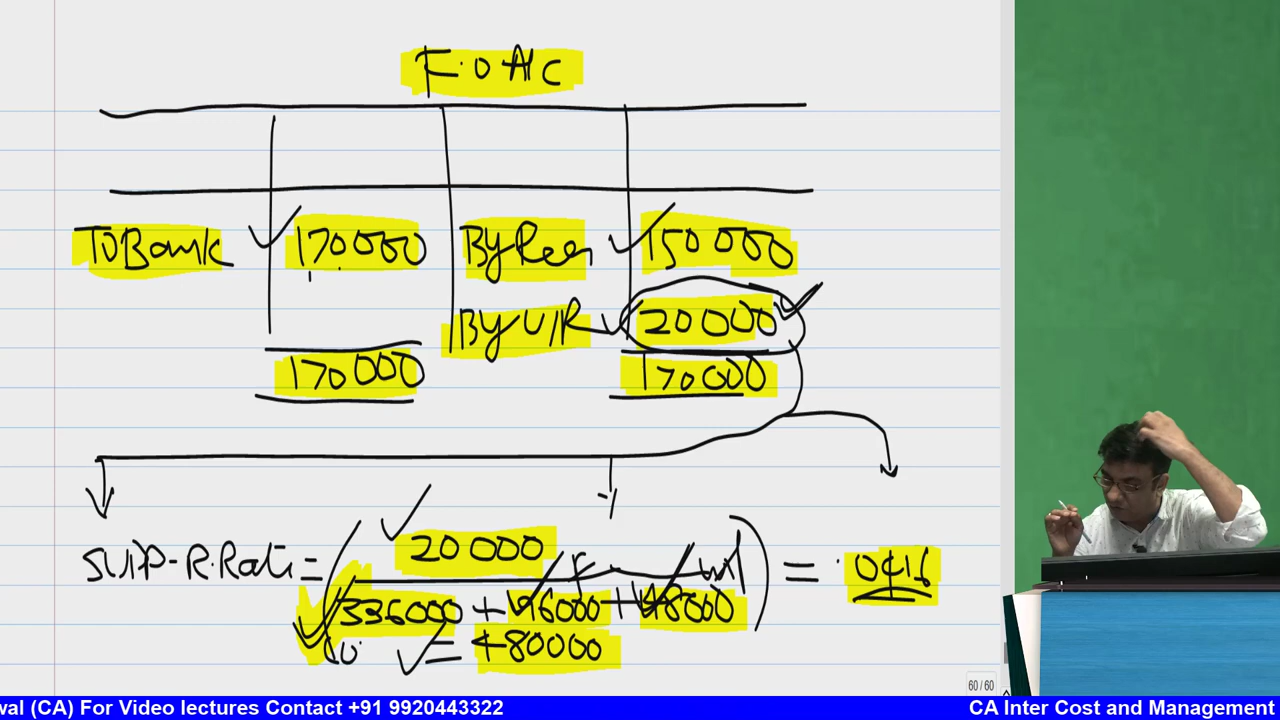 F.O A/C
To Bank 170000 By Rec 150000
By U/R 20000
170000 170000
20000
SUPP-R.Rate = = .0416
336000 + 96000 + 48000
= 480000
60 / 60
wal (CA) For Video lectures Contact +91 9920443322 CA Inter Cost and Management